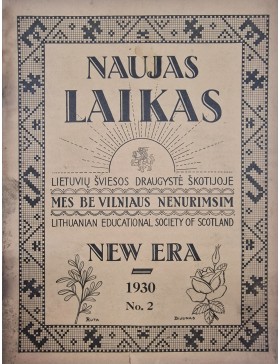 NAUJAS
LAIKAS
LIETUVIŲ ŠVIESOS DRAUGYSTĖ ŠKOTIJOJE
MES BE VILNIAUS NENURIMSIM
LITHUANIAN EDUCATIONAL SOCIETY OF SCOTLAND
NEW ERA
1930
No. 2
RUTA